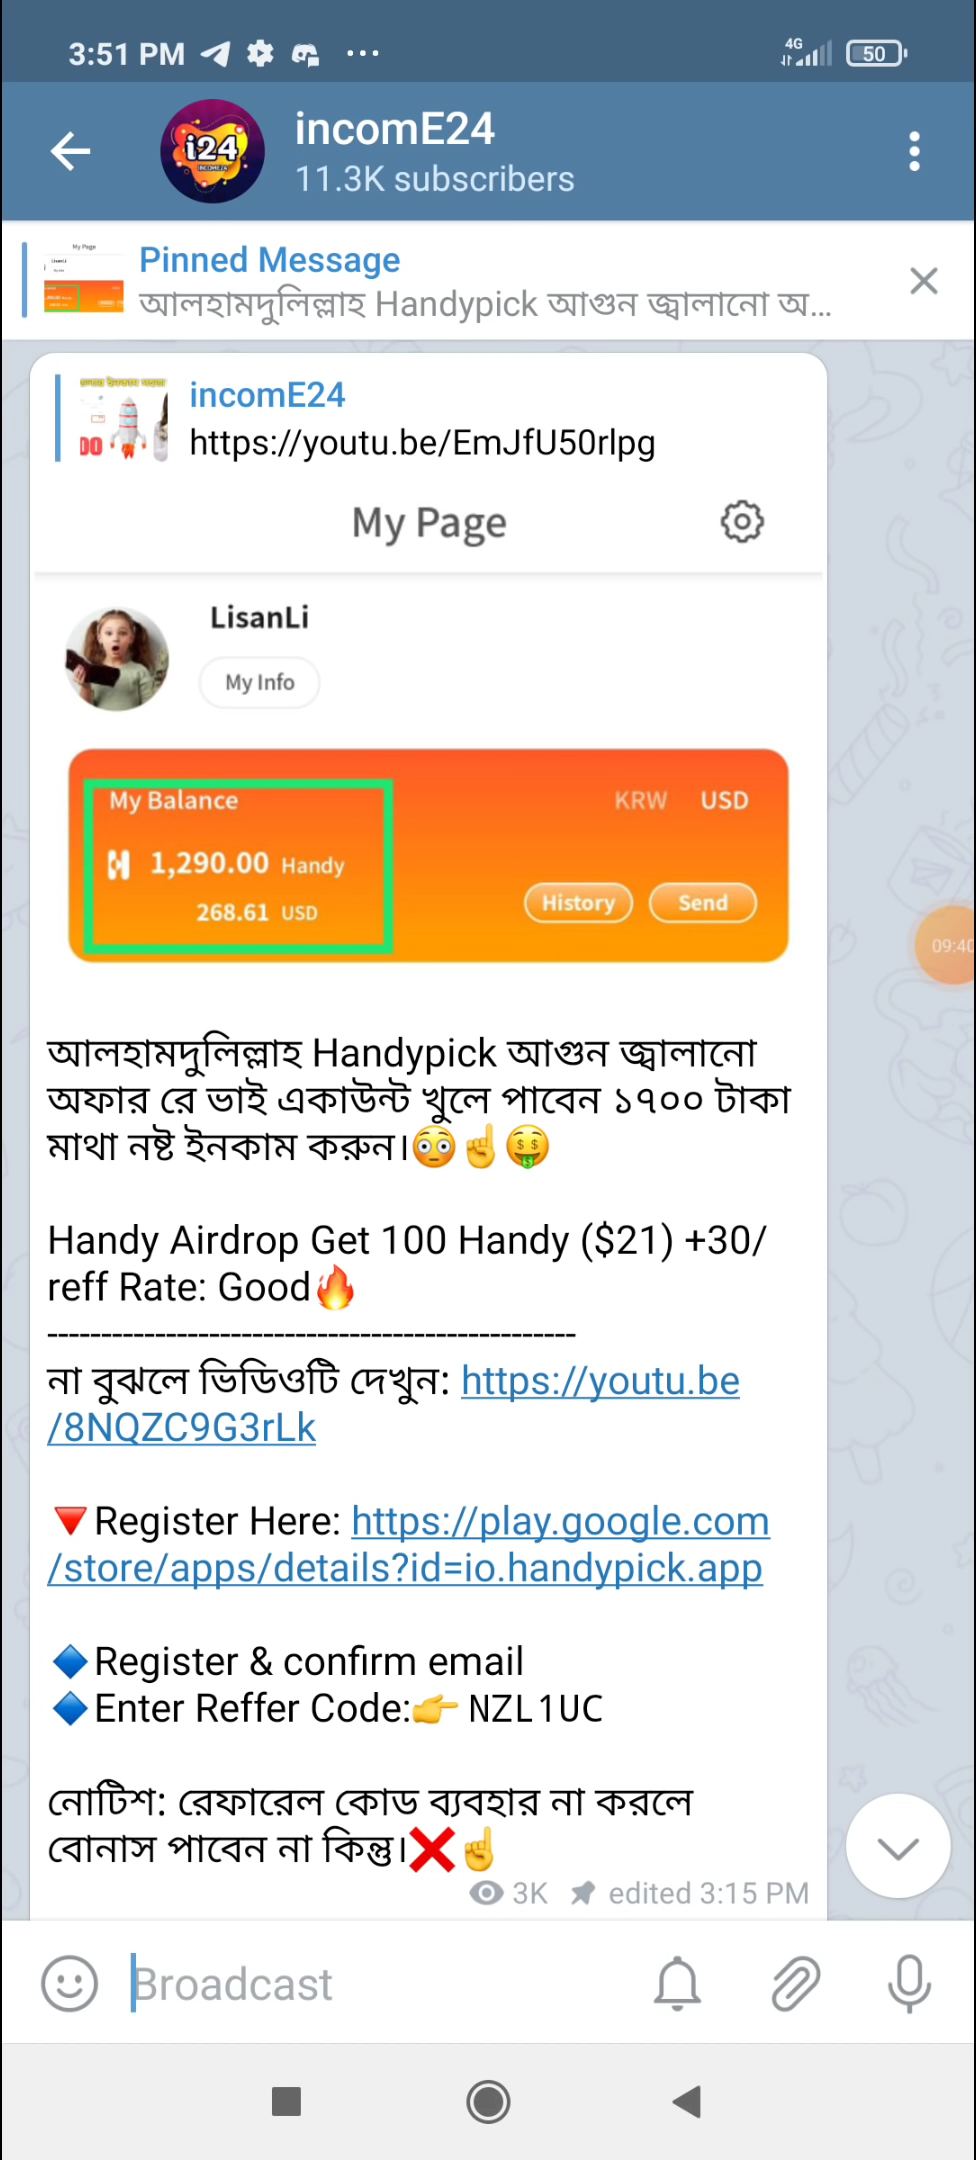 3:51 PM
4G
50
i24
incomE24
11.3K subscribers
My Page
Pinned Message
আলহামদুলিল্লাহ Handypick আগুন জ্বালানো অ...
incomE24
https://youtu.be/EmJfU50rlpg
My Page
LisanLi
My Info
My Balance
KRW USD
1,290.00 Handy
268.61 USD
History Send
09:40
আলহামদুলিল্লাহ Handypick আগুন জ্বালানো
অফার রে ভাই একাউন্ট খুলে পাবেন ১৭০০ টাকা
মাথা নষ্ট ইনকাম করুন।😳☝️🤑
Handy Airdrop Get 100 Handy ($21) +30/
reff Rate: Good🔥
-------------------------------------------------
না বুঝলে ভিডিওটি দেখুন: https://youtu.be
/8NQZC9G3rLk
🔻Register Here: https://play.google.com
/store/apps/details?id=io.handypick.app
🔷Register & confirm email
🔷Enter Reffer Code:👉 NZL1UC
নোটিশ: রেফারেল কোড ব্যবহার না করলে
বোনাস পাবেন না কিন্তু।❌☝️
3K edited 3:15 PM
Broadcast